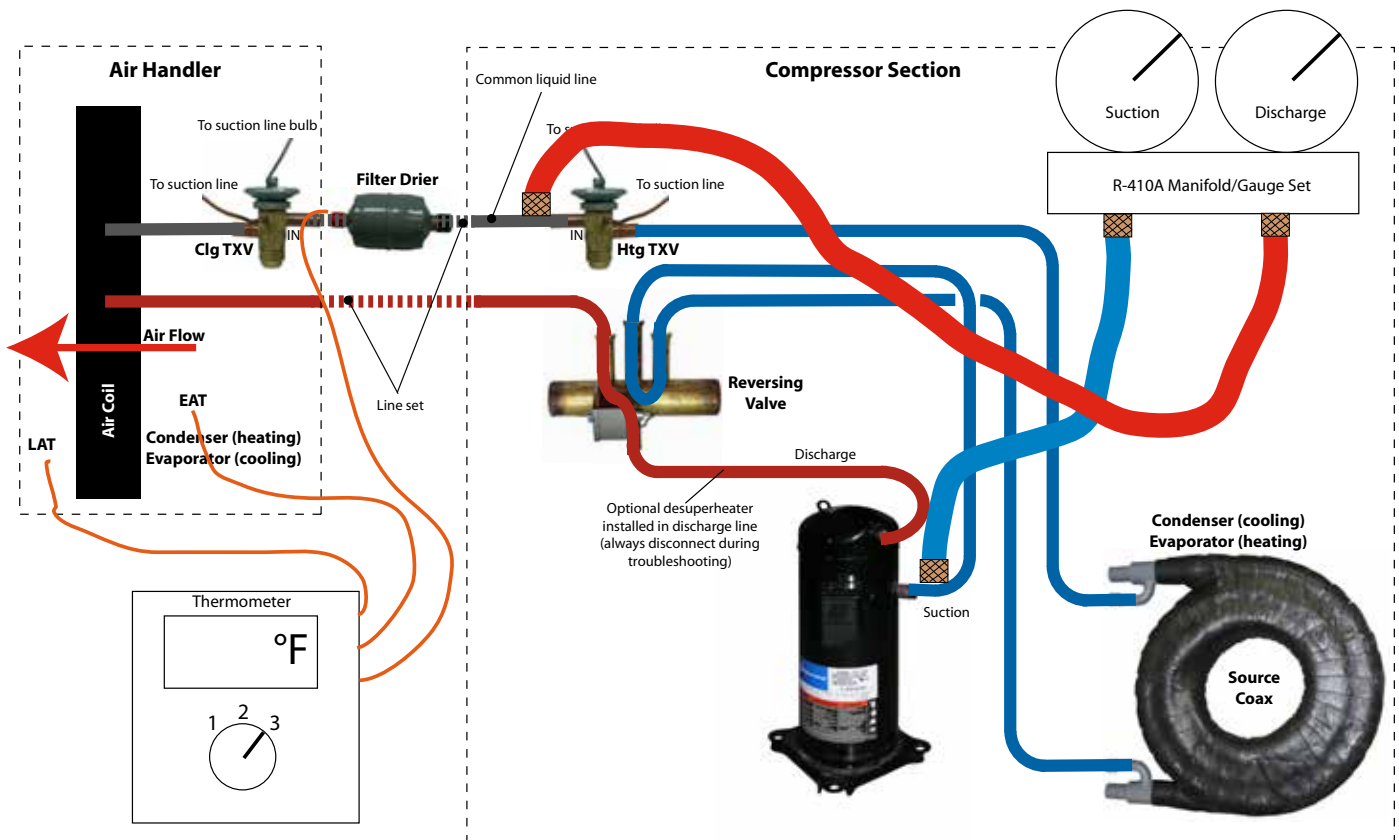 Air Handler
Compressor Section
Common liquid line
Suction
Discharge
R-410A Manifold/Gauge Set
To suction line bulb
To suction line
Filter Drier
To su
To suction line
IN
Clg TXV
IN
Htg TXV
Air Flow
Line set
Reversing
Valve
Air Coil
EAT
LAT
Condenser (heating)
Evaporator (cooling)
Discharge
Optional desuperheater
installed in discharge line
(always disconnect during
troubleshooting)
Condenser (cooling)
Evaporator (heating)
Suction
Source
Coax
Thermometer
°F
1 2 3